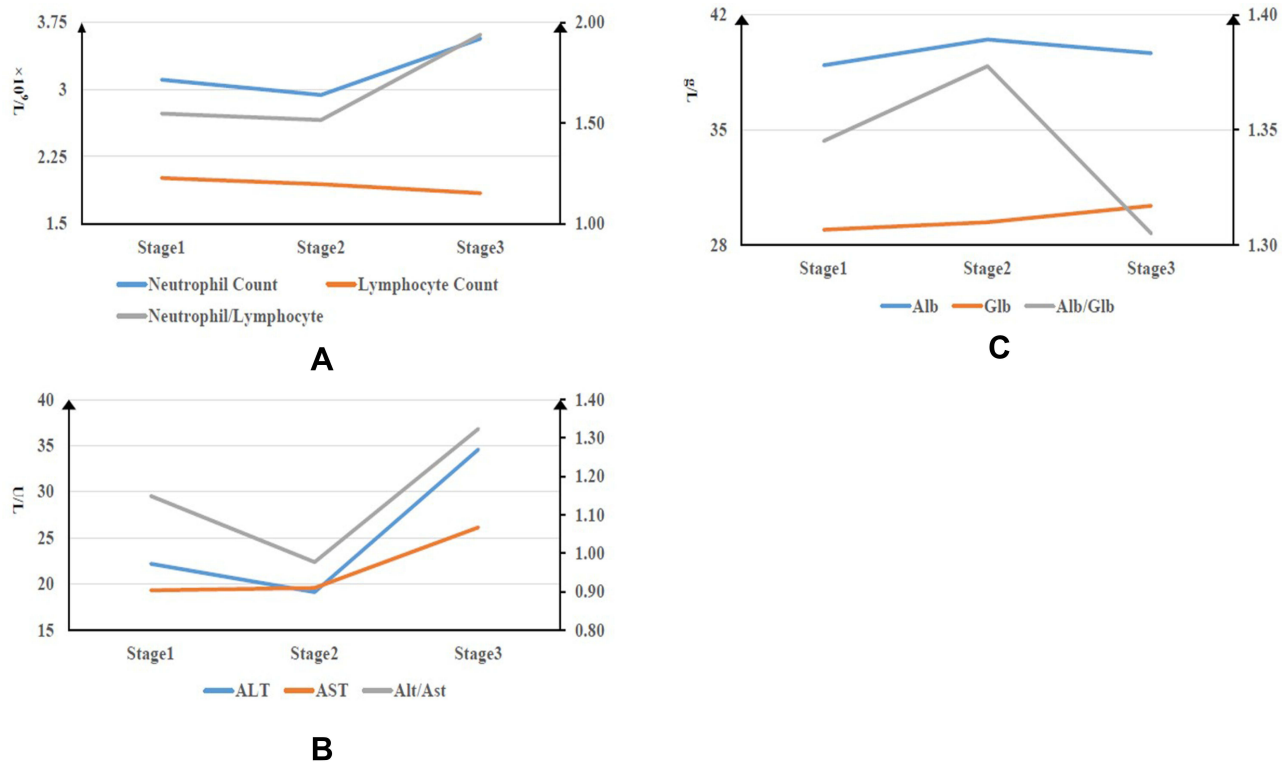 3.75
3
2.25
1.5
×10⁹/L
2.00
1.50
1.00
Stage1 Stage2 Stage3
Neutrophil Count Lymphocyte Count
Neutrophil/Lymphocyte
A
42
35
28
g/L
1.40
1.35
1.30
Stage1 Stage2 Stage3
Alb Glb Alb/Glb
C
40
35
30
25
20
15
U/L
1.40
1.30
1.20
1.10
1.00
0.90
0.80
Stage1 Stage2 Stage3
ALT AST Alt/Ast
B